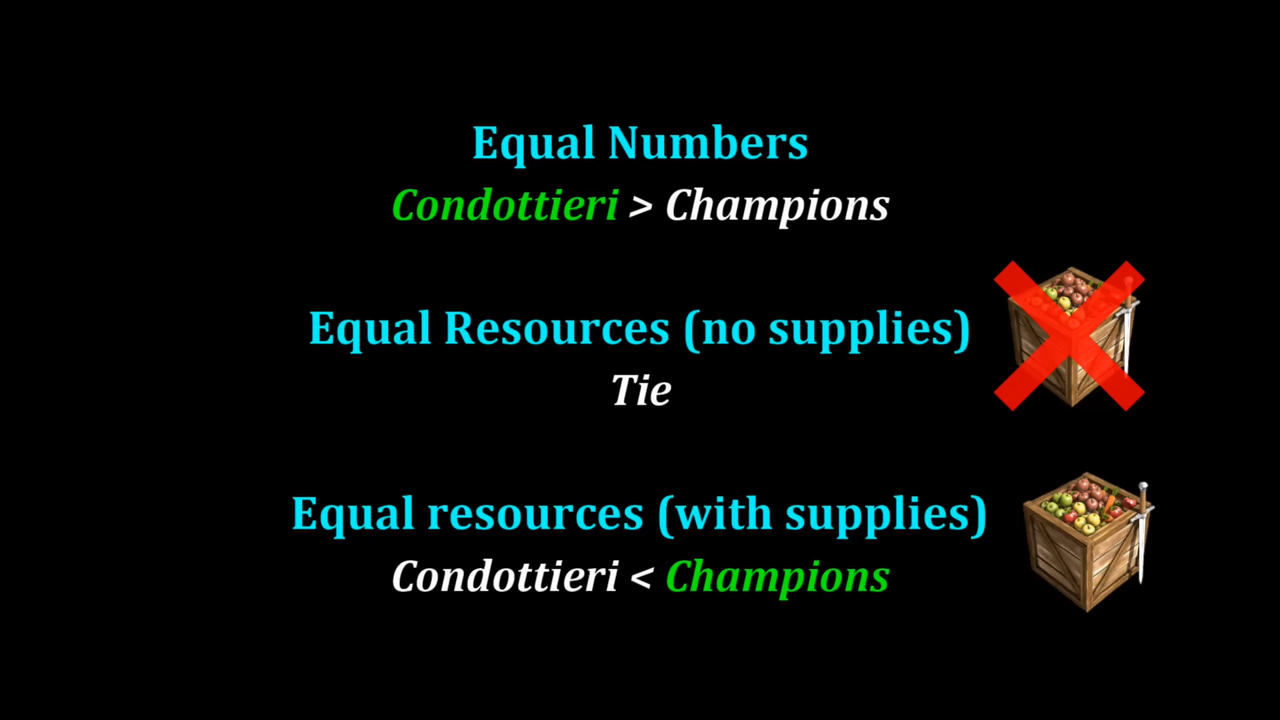 Equal Numbers
Condottieri > Champions
Equal Resources (no supplies)
Tie
Equal resources (with supplies)
Condottieri < Champions